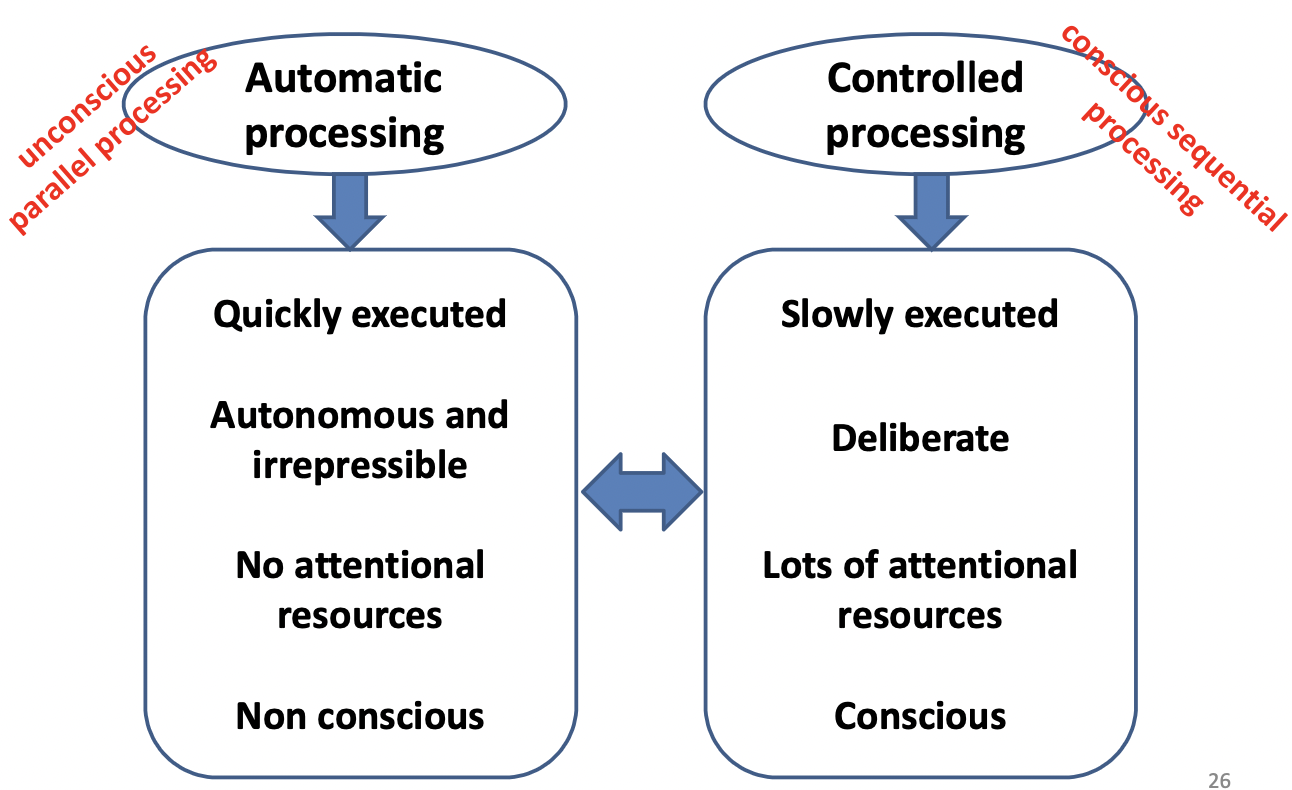 unconscious
parallel processing
Automatic
processing
Controlled
processing
conscious sequential
processing
Quickly executed
Autonomous and
irrepressible
No attentional
resources
Non conscious
Slowly executed
Deliberate
Lots of attentional
resources
Conscious
26